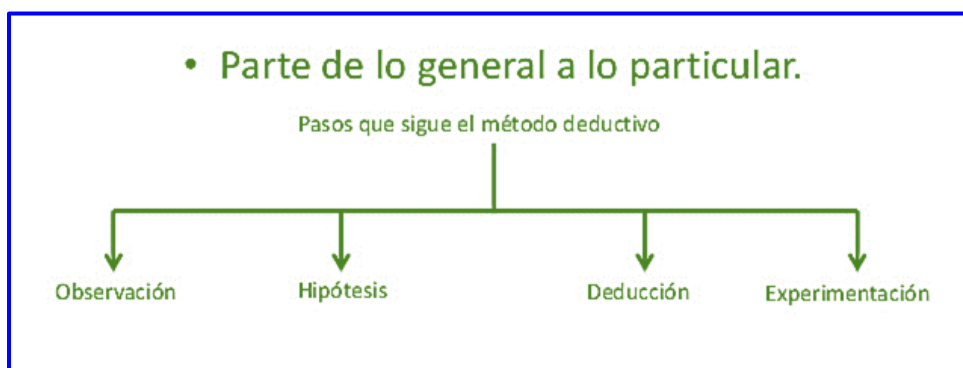 • Parte de lo general a lo particular.
Pasos que sigue el método deductivo
Observación
Hipótesis
Deducción
Experimentación